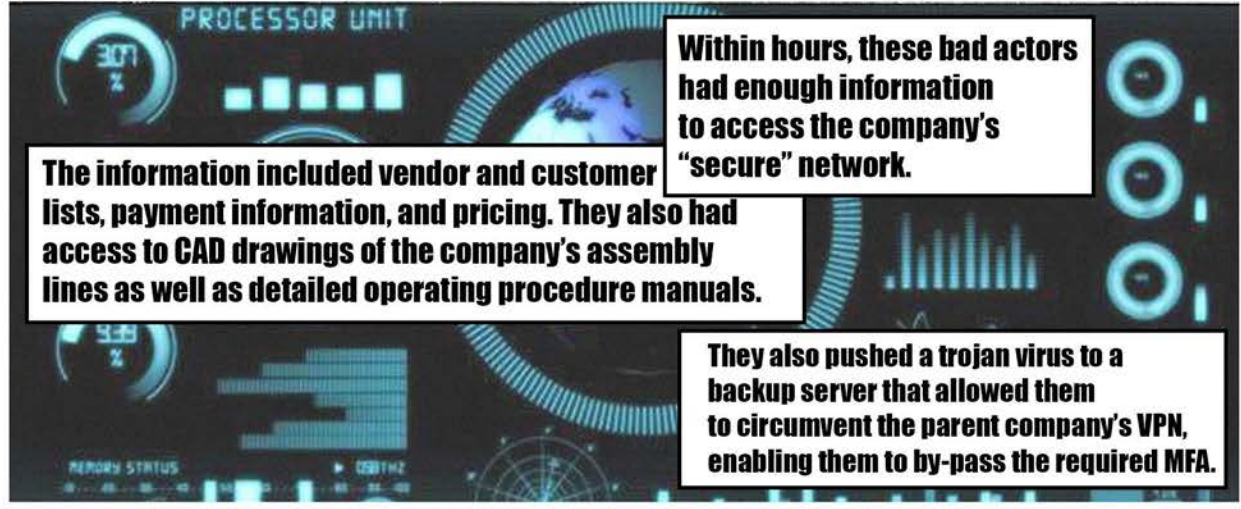 PROCESSOR UNIT
307
%
Within hours, these bad actors
had enough information
to access the company's
“secure” network.
The information included vendor and customer
lists, payment information, and pricing. They also had
access to CAD drawings of the company's assembly
lines as well as detailed operating procedure manuals.
9.39
%
They also pushed a trojan virus to a
backup server that allowed them
to circumvent the parent company's VPN,
enabling them to by-pass the required MFA.
MEMORY STATUS